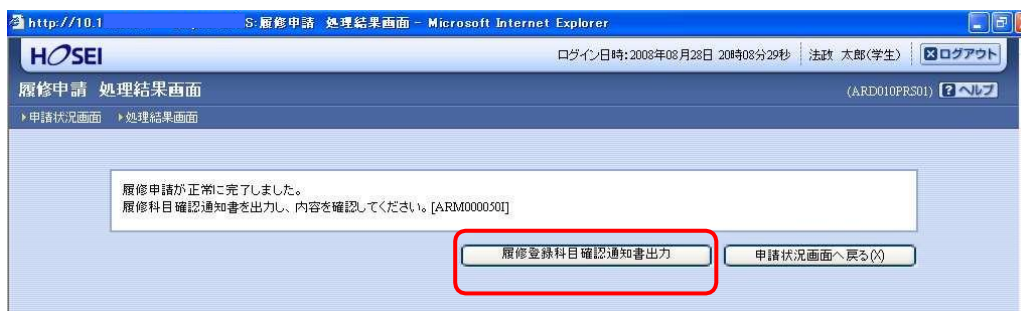 http://10.1 S:履修申請 処理結果画面 - Microsoft Internet Explorer
HOSEI ログイン日時:2008年08月28日 20時08分29秒 法政 太郎(学生) ログアウト
履修申請 処理結果画面 (ARD010PRS01) ? ヘルプ
申請状況画面 処理結果画面
履修申請が正常に完了しました。
履修科目確認通知書を出力し、内容を確認してください。[ARM000050I]
履修登録科目確認通知書出力 申請状況画面へ戻る(X)